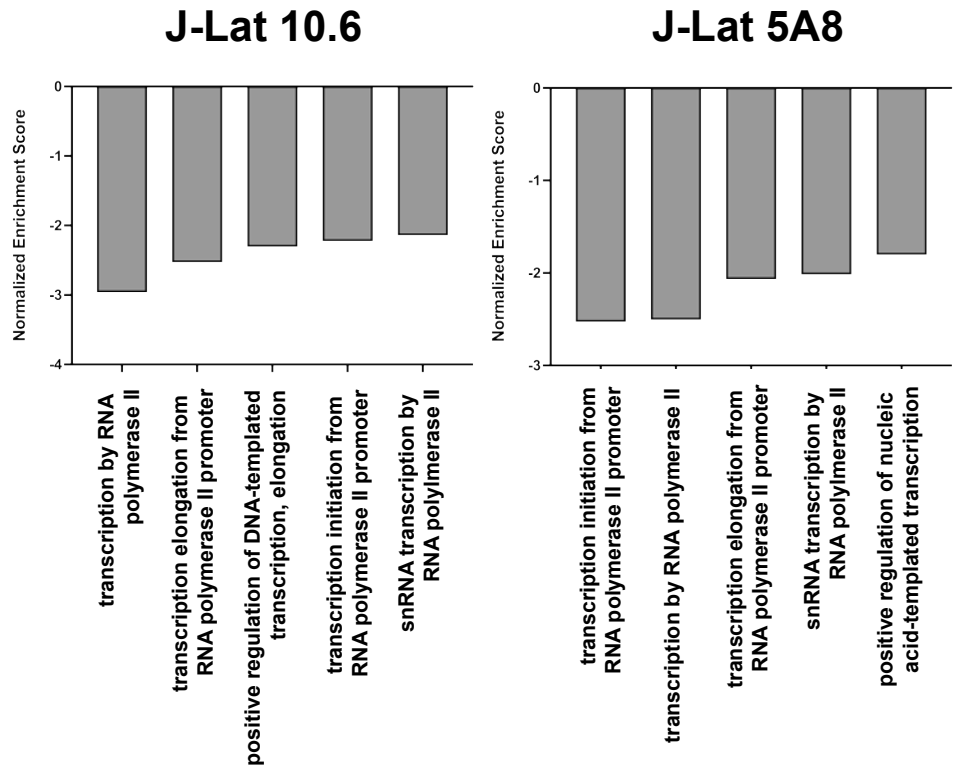 J-Lat 10.6
J-Lat 5A8
Normalized Enrichment Score
0
-1
-2
-3
-4
transcription by RNA
polymerase II
transcription elongation from
RNA polymerase II promoter
positive regulation of DNA-templated
transcription, elongation
transcription initiation from
RNA polymerase II promoter
snRNA transcription by
RNA polylmerase II
Normalized Enrichment Score
0
-1
-2
-3
transcription initiation from
RNA polymerase II promoter
transcription by RNA polymerase II
transcription elongation from
RNA polymerase II promoter
snRNA transcription by
RNA polylmerase II
positive regulation of nucleic
acid-templated transcription